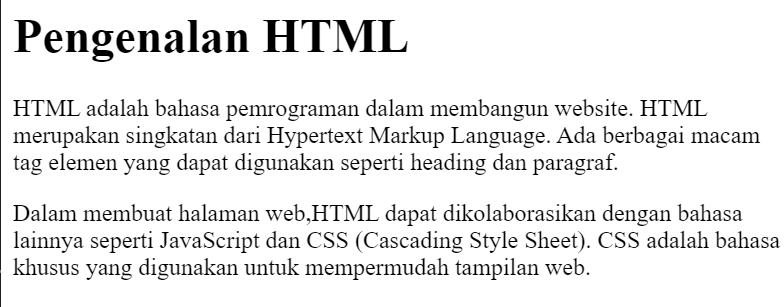 Pengenalan HTML
HTML adalah bahasa pemrograman dalam membangun website. HTML
merupakan singkatan dari Hypertext Markup Language. Ada berbagai macam
tag elemen yang dapat digunakan seperti heading dan paragraf.
Dalam membuat halaman web,HTML dapat dikolaborasikan dengan bahasa
lainnya seperti JavaScript dan CSS (Cascading Style Sheet). CSS adalah bahasa
khusus yang digunakan untuk mempermudah tampilan web.